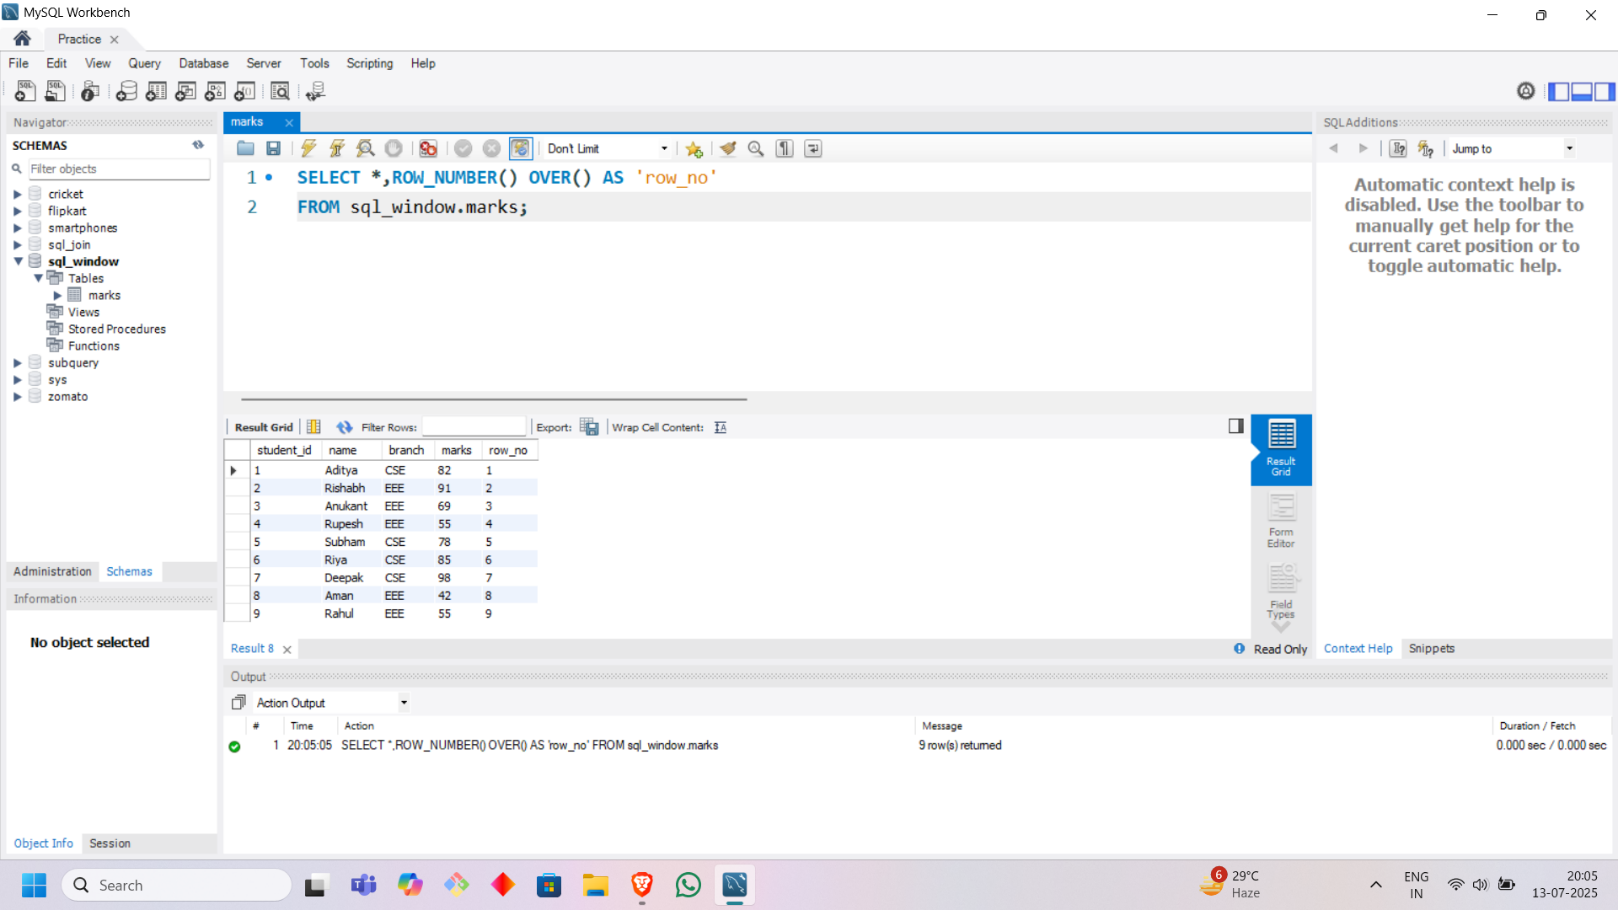 MySQL Workbench
Practice
File Edit View Query Database Server Tools Scripting Help
Navigator
SCHEMAS
Filter objects
cricket
flipkart
smartphones
sql_join
sql_window
Tables
marks
Views
Stored Procedures
Functions
subquery
sys
zomato
Administration Schemas
Information
No object selected
Object Info Session
marks
Don't Limit
1 SELECT *,ROW_NUMBER() OVER() AS 'row_no'
2 FROM sql_window.marks;
Result Grid Filter Rows: Export: Wrap Cell Content:
student_id name branch marks row_no
1 Aditya CSE 82 1
2 Rishabh EEE 91 2
3 Anukant EEE 69 3
4 Rupesh EEE 55 4
5 Subham CSE 78 5
6 Riya CSE 85 6
7 Deepak CSE 98 7
8 Aman EEE 42 8
9 Rahul EEE 55 9
Result Grid
Form Editor
Field Types
Result 8
Read Only
Output
Action Output
# Time Action Message Duration / Fetch
1 20:05:05 SELECT *,ROW_NUMBER() OVER() AS 'row_no' FROM sql_window.marks 9 row(s) returned 0.000 sec / 0.000 sec
SQLAdditions
Jump to
Automatic context help is
disabled. Use the toolbar to
manually get help for the
current caret position or to
toggle automatic help.
Context Help Snippets
Search
6
29°C
Haze
ENG
IN
20:05
13-07-2025